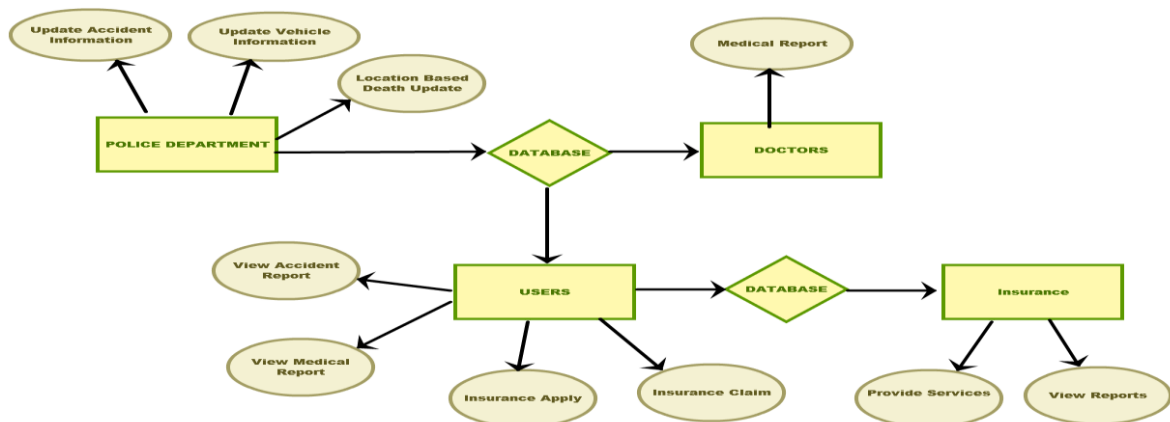 Update Accident
Information
Update Vehicle
Information
Medical Report
Location Based
Death Update
POLICE DEPARTMENT
DATABASE
DOCTORS
View Accident
Report
USERS
DATABASE
Insurance
View Medical
Report
Insurance Apply
Insurance Claim
Provide Services
View Reports